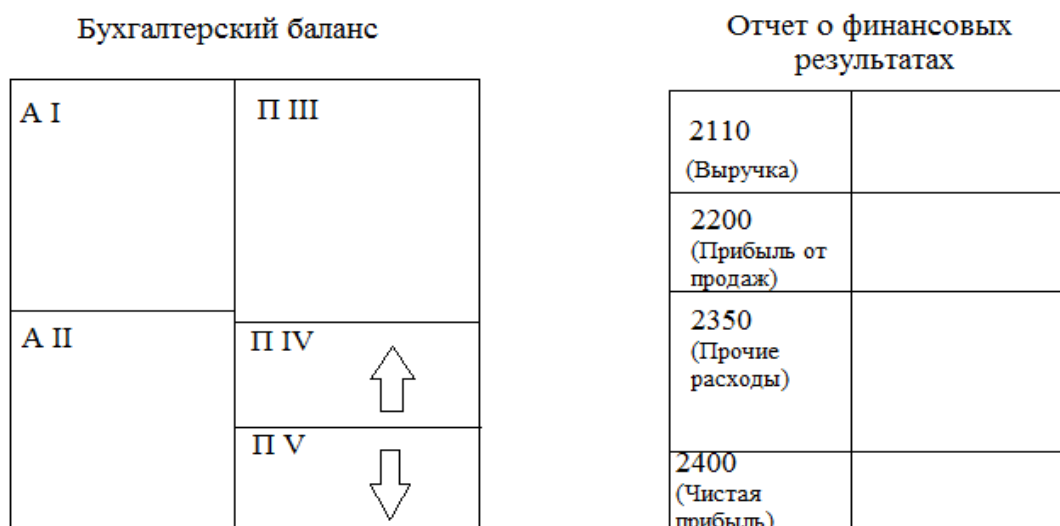 Бухгалтерский баланс
А I
П III
А II
П IV
П V
Отчет о финансовых
результатах
2110
(Выручка)
2200
(Прибыль от
продаж)
2350
(Прочие
расходы)
2400
(Чистая
прибыль)